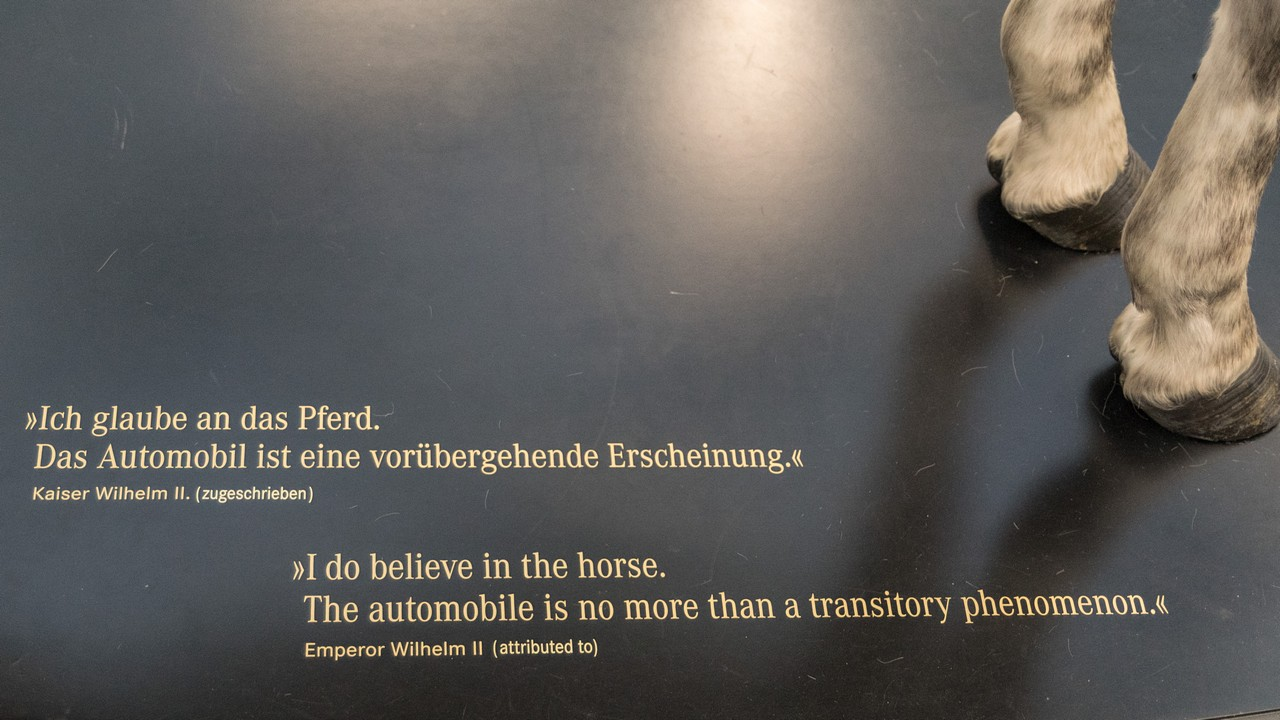 »Ich glaube an das Pferd.
Das Automobil ist eine vorübergehende Erscheinung.«
Kaiser Wilhelm II. (zugeschrieben)
»I do believe in the horse.
The automobile is no more than a transitory phenomenon.«
Emperor Wilhelm II (attributed to)